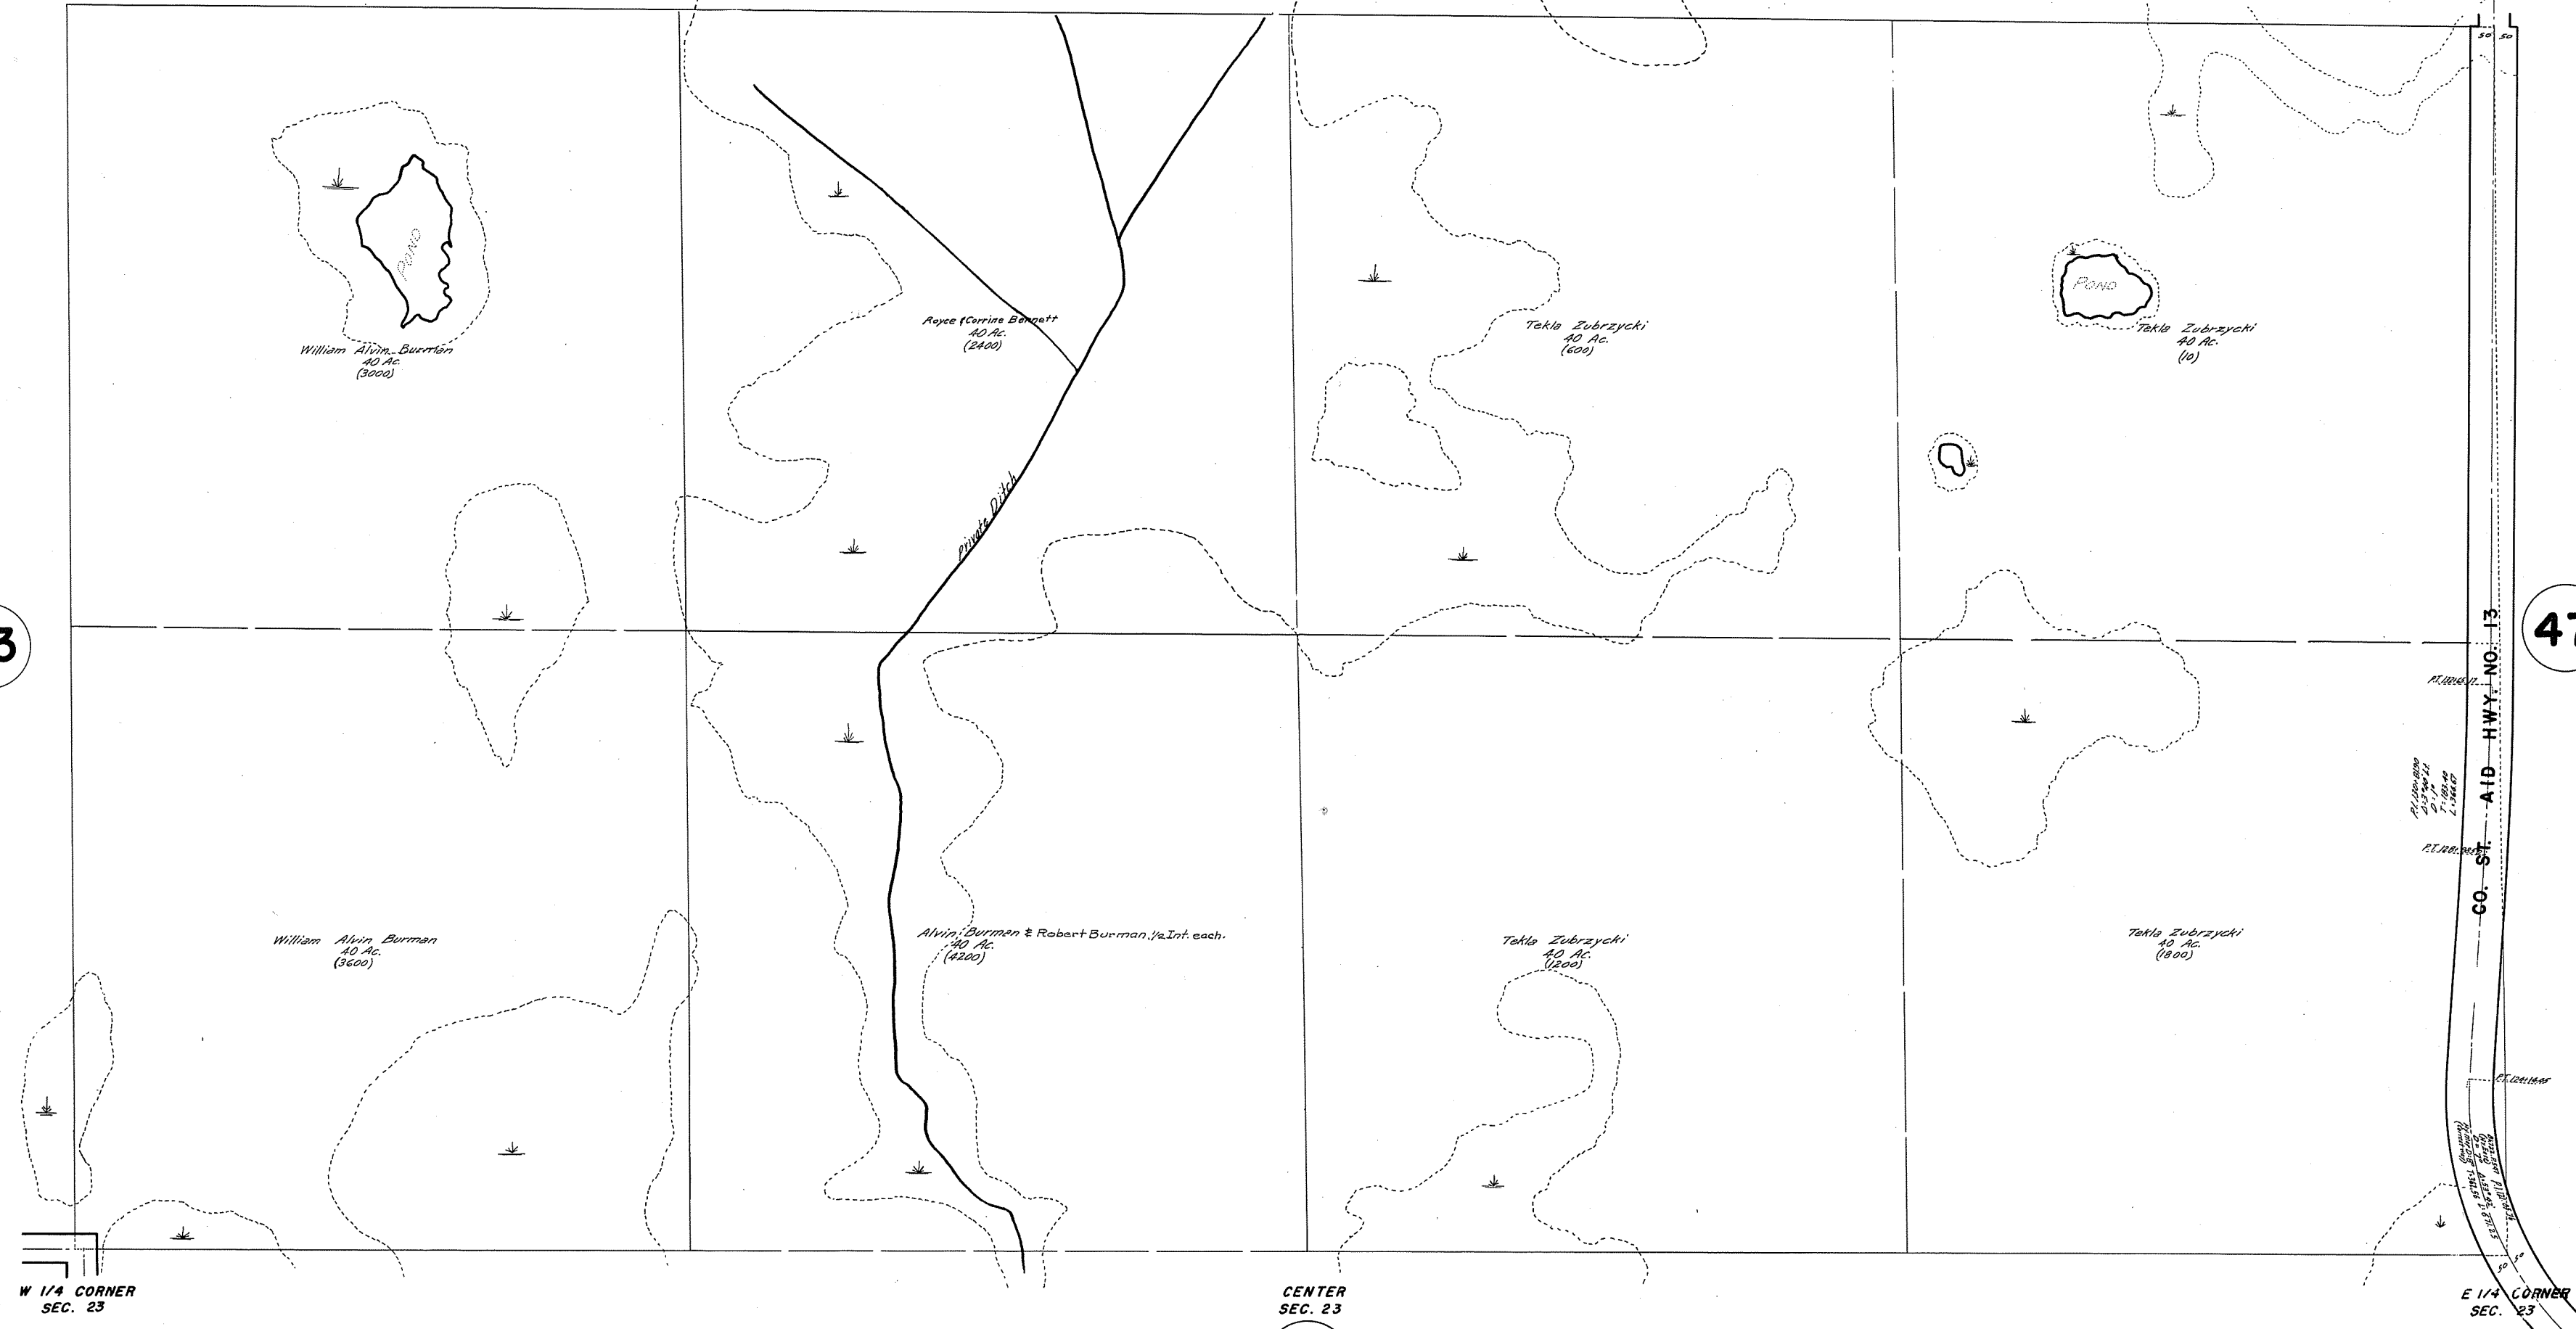 50 50
POND
POND
William Alvin Burman
40 Ac.
(3000)
Royce & Corrine Bennett
40 Ac.
(2400)
Tekla Zubrzycki
40 Ac.
(600)
Tekla Zubrzycki
40 Ac.
(10)
Private Ditch
3
47
CO. ST. AID HWY. NO. 13
William Alvin Burman
40 Ac.
(3600)
Alvin Burman & Robert Burman, 1/2 Int. each.
40 Ac.
(4200)
Tekla Zubrzycki
40 Ac.
(1200)
Tekla Zubrzycki
40 Ac.
(1800)
50 50
W 1/4 CORNER
SEC. 23
CENTER
SEC. 23
E 1/4 CORNER
SEC. 23